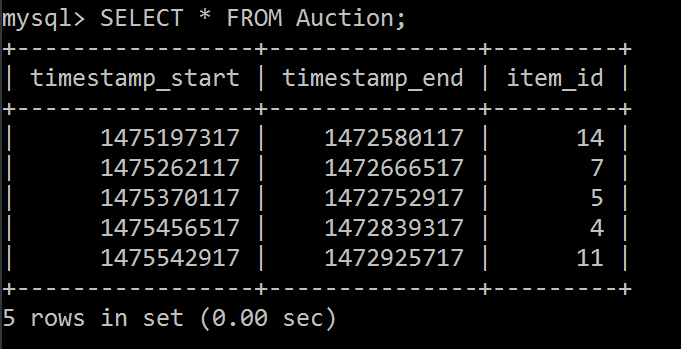 mysql> SELECT * FROM Auction;
+-----------------+---------------+---------+
| timestamp_start | timestamp_end | item_id |
+-----------------+---------------+---------+
|      1475197317 |    1472580117 |      14 |
|      1475262117 |    1472666517 |       7 |
|      1475370117 |    1472752917 |       5 |
|      1475456517 |    1472839317 |       4 |
|      1475542917 |    1472925717 |      11 |
+-----------------+---------------+---------+
5 rows in set (0.00 sec)